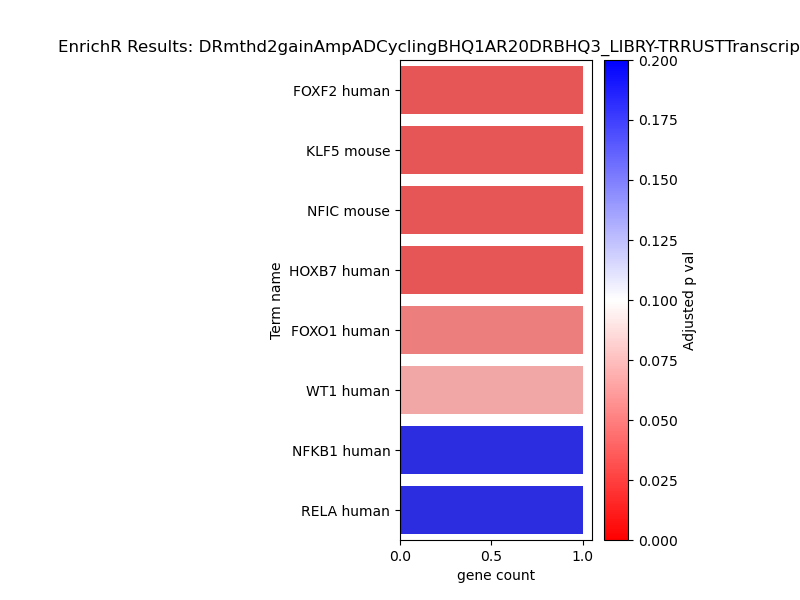 EnrichR Results: DRmthd2gainAmpADCyclingBHQ1AR20DRBHQ3_LIBRY-TRRUSTTranscrip
FOXF2 human
KLF5 mouse
NFIC mouse
HOXB7 human
FOXO1 human
WT1 human
NFKB1 human
RELA human
Term name
0.0
0.5
1.0
gene count
0.200
0.175
0.150
0.125
0.100
0.075
0.050
0.025
0.000
Adjusted p val